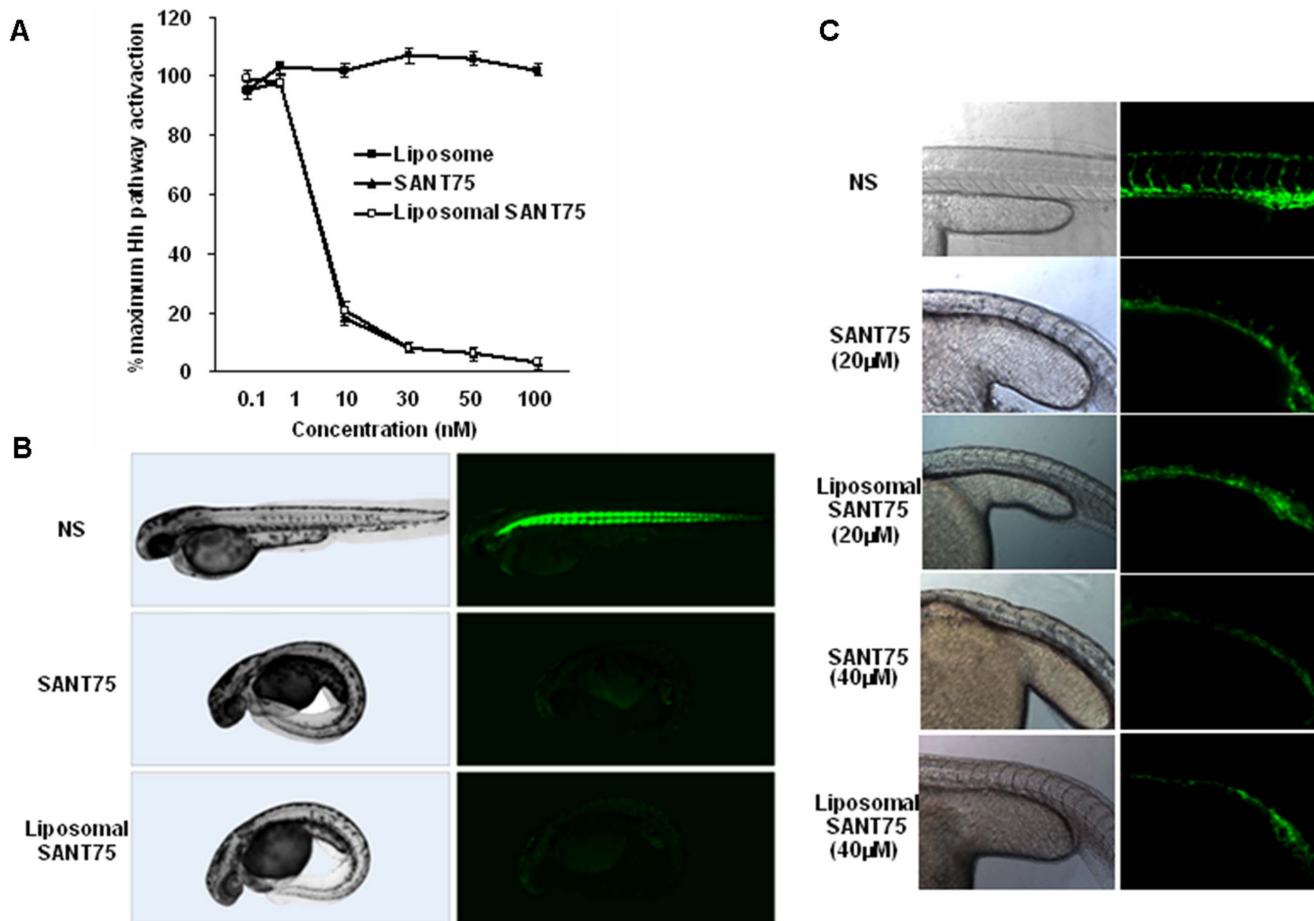 A
120
100
80
60
40
20
0
% maximum Hh pathway activaction
Liposome
SANT75
Liposomal SANT75
0.1 1 10 30 50 100
Concentration (nM)
B
NS
SANT75
Liposomal
SANT75
C
NS
SANT75
(20µM)
Liposomal
SANT75
(20µM)
SANT75
(40µM)
Liposomal
SANT75
(40µM)